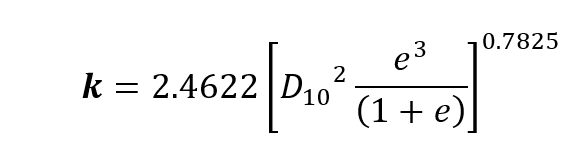 k = 2.4622 [D₁₀² e³/(1 + e)]^0.7825